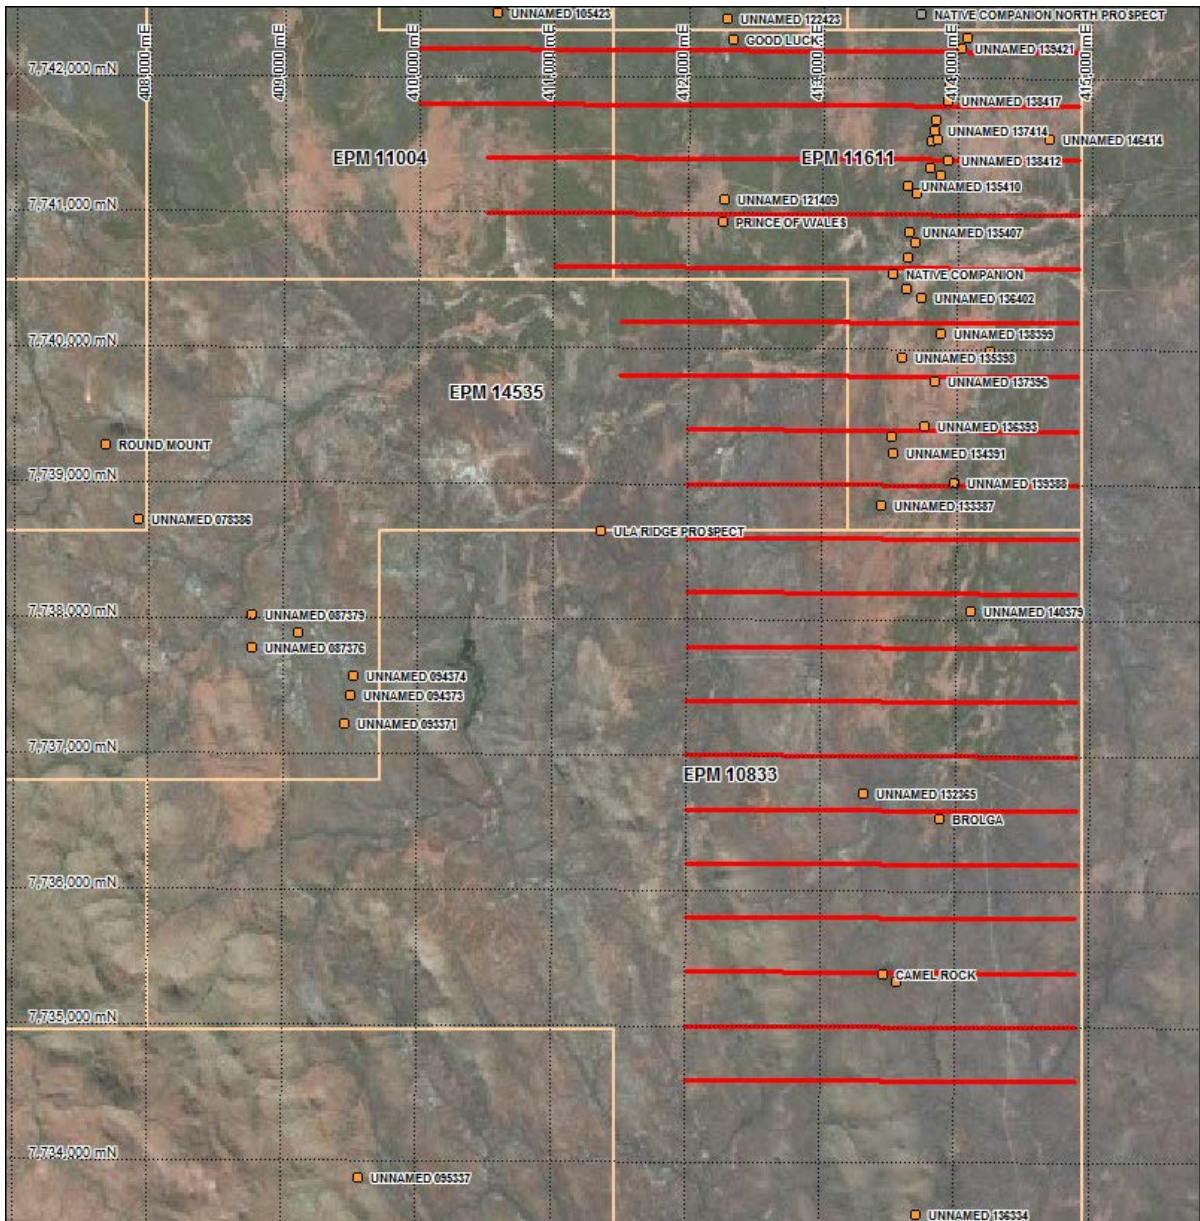 UNNAMED 105423
UNNAMED 122423
NATIVE COMPANION NORTH PROSPECT
GOOD LUCK
UNNAMED 139421
408,000 mE
409,000 mE
410,000 mE
411,000 mE
412,000 mE
413,000 mE
414,000 mE
415,000 mE
7,742,000 mN
UNNAMED 138417
UNNAMED 137414
UNNAMED 146414
EPM 11004
EPM 11611
UNNAMED 138412
UNNAMED 135410
UNNAMED 121409
7,741,000 mN
PRINCE OF WALES
UNNAMED 135407
NATIVE COMPANION
UNNAMED 136402
7,740,000 mN
UNNAMED 138399
UNNAMED 135398
UNNAMED 137396
EPM 14535
UNNAMED 136393
ROUND MOUNT
UNNAMED 134391
7,739,000 mN
UNNAMED 139388
UNNAMED 133387
UNNAMED 078386
ULA RIDGE PROSPECT
7,738,000 mN
UNNAMED 087379
UNNAMED 140379
UNNAMED 087376
UNNAMED 094374
UNNAMED 094373
UNNAMED 093371
7,737,000 mN
EPM 10833
UNNAMED 132365
BROLGA
7,736,000 mN
CAMEL ROCK
7,735,000 mN
7,734,000 mN
UNNAMED 095337
UNNAMED 136334